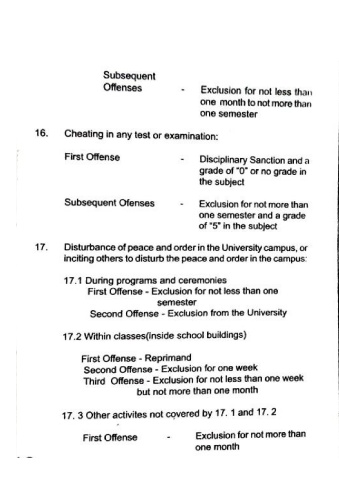 Subsequent
Offenses - Exclusion for not less than
one month to not more than
one semester
16. Cheating in any test or examination:
First Offense - Disciplinary Sanction and a
grade of "0" or no grade in
the subject
Subsequent Ofenses - Exclusion for not more than
one semester and a grade
of "5" in the subject
17. Disturbance of peace and order in the University campus, or
inciting others to disturb the peace and order in the campus:
17.1 During programs and ceremonies
First Offense - Exclusion for not less than one
semester
Second Offense - Exclusion from the University
17.2 Within classes(inside school buildings)
First Offense - Reprimand
Second Offense - Exclusion for one week
Third Offense - Exclusion for not less than one week
but not more than one month
17. 3 Other activites not covered by 17. 1 and 17. 2
First Offense - Exclusion for not more than
one month